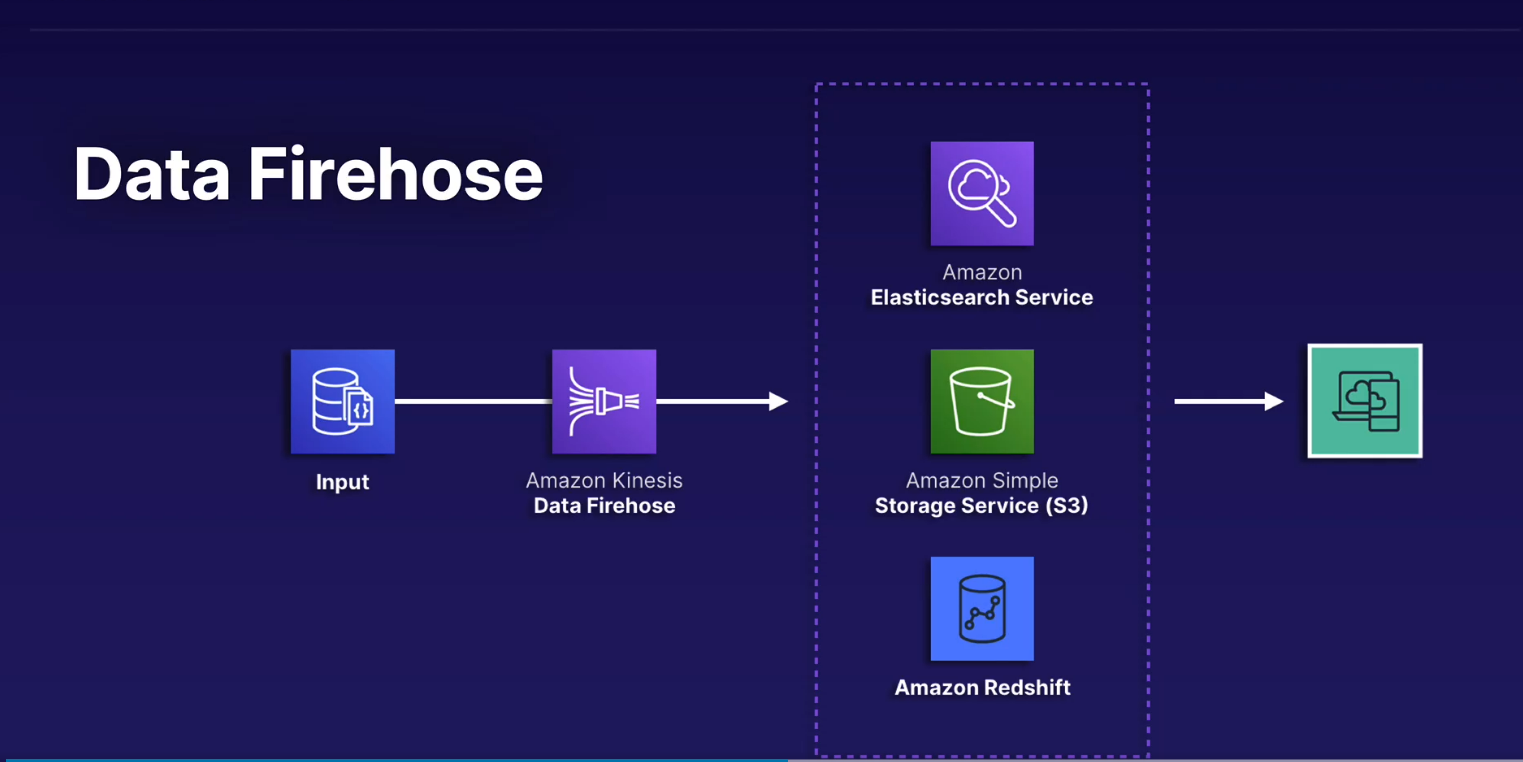 Data Firehose
Input
Amazon Kinesis
Data Firehose
Amazon
Elasticsearch Service
Amazon Simple
Storage Service (S3)
Amazon Redshift